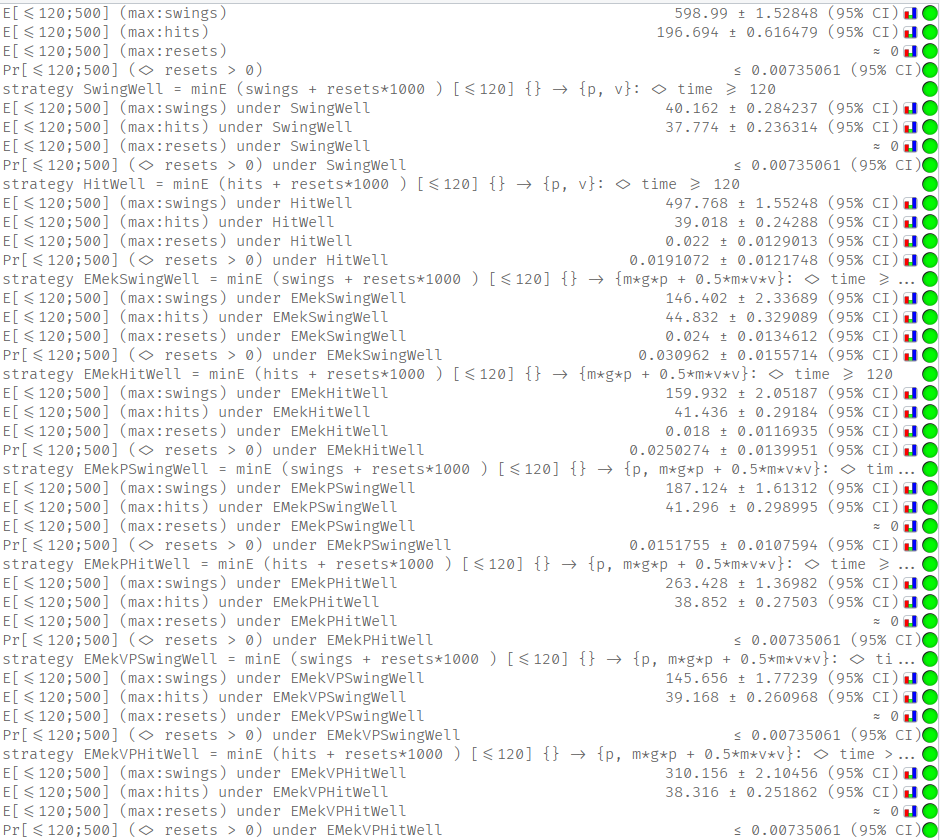 E[≤120;500] (max:swings) 598.99 ± 1.52848 (95% CI)
E[≤120;500] (max:hits) 196.694 ± 0.616479 (95% CI)
E[≤120;500] (max:resets) ≈ 0
Pr[≤120;500] (<> resets > 0) ≤ 0.00735061 (95% CI)
strategy SwingWell = minE (swings + resets*1000 ) [≤120] {} → {p, v}: <> time ≥ 120
E[≤120;500] (max:swings) under SwingWell 40.162 ± 0.284237 (95% CI)
E[≤120;500] (max:hits) under SwingWell 37.774 ± 0.236314 (95% CI)
E[≤120;500] (max:resets) under SwingWell ≈ 0
Pr[≤120;500] (<> resets > 0) under SwingWell ≤ 0.00735061 (95% CI)
strategy HitWell = minE (hits + resets*1000 ) [≤120] {} → {p, v}: <> time ≥ 120
E[≤120;500] (max:swings) under HitWell 497.768 ± 1.55248 (95% CI)
E[≤120;500] (max:hits) under HitWell 39.018 ± 0.24288 (95% CI)
E[≤120;500] (max:resets) under HitWell 0.022 ± 0.0129013 (95% CI)
Pr[≤120;500] (<> resets > 0) under HitWell 0.0191072 ± 0.0121748 (95% CI)
strategy EMekSwingWell = minE (swings + resets*1000 ) [≤120] {} → {m*g*p + 0.5*m*v*v}: <> time ≥ ...
E[≤120;500] (max:swings) under EMekSwingWell 146.402 ± 2.33689 (95% CI)
E[≤120;500] (max:hits) under EMekSwingWell 44.832 ± 0.329089 (95% CI)
E[≤120;500] (max:resets) under EMekSwingWell 0.024 ± 0.0134612 (95% CI)
Pr[≤120;500] (<> resets > 0) under EMekSwingWell 0.030962 ± 0.0155714 (95% CI)
strategy EMekHitWell = minE (hits + resets*1000 ) [≤120] {} → {m*g*p + 0.5*m*v*v}: <> time ≥ 120
E[≤120;500] (max:swings) under EMekHitWell 159.932 ± 2.05187 (95% CI)
E[≤120;500] (max:hits) under EMekHitWell 41.436 ± 0.29184 (95% CI)
E[≤120;500] (max:resets) under EMekHitWell 0.018 ± 0.0116935 (95% CI)
Pr[≤120;500] (<> resets > 0) under EMekHitWell 0.0250274 ± 0.0139951 (95% CI)
strategy EMekPSwingWell = minE (swings + resets*1000 ) [≤120] {} → {p, m*g*p + 0.5*m*v*v}: <> tim...
E[≤120;500] (max:swings) under EMekPSwingWell 187.124 ± 1.61312 (95% CI)
E[≤120;500] (max:hits) under EMekPSwingWell 41.296 ± 0.298995 (95% CI)
E[≤120;500] (max:resets) under EMekPSwingWell ≈ 0
Pr[≤120;500] (<> resets > 0) under EMekPSwingWell 0.0151755 ± 0.0107594 (95% CI)
strategy EMekPHitWell = minE (hits + resets*1000 ) [≤120] {} → {p, m*g*p + 0.5*m*v*v}: <> time ≥ ...
E[≤120;500] (max:swings) under EMekPHitWell 263.428 ± 1.36982 (95% CI)
E[≤120;500] (max:hits) under EMekPHitWell 38.852 ± 0.27503 (95% CI)
E[≤120;500] (max:resets) under EMekPHitWell ≈ 0
Pr[≤120;500] (<> resets > 0) under EMekPHitWell ≤ 0.00735061 (95% CI)
strategy EMekVPSwingWell = minE (swings + resets*1000 ) [≤120] {} → {p, m*g*p + 0.5*m*v*v}: <> ti...
E[≤120;500] (max:swings) under EMekVPSwingWell 145.656 ± 1.77239 (95% CI)
E[≤120;500] (max:hits) under EMekVPSwingWell 39.168 ± 0.260968 (95% CI)
E[≤120;500] (max:resets) under EMekVPSwingWell ≈ 0
Pr[≤120;500] (<> resets > 0) under EMekVPSwingWell ≤ 0.00735061 (95% CI)
strategy EMekVPHitWell = minE (hits + resets*1000 ) [≤120] {} → {p, m*g*p + 0.5*m*v*v}: <> time >...
E[≤120;500] (max:swings) under EMekVPHitWell 310.156 ± 2.10456 (95% CI)
E[≤120;500] (max:hits) under EMekVPHitWell 38.316 ± 0.251862 (95% CI)
E[≤120;500] (max:resets) under EMekVPHitWell ≈ 0
Pr[≤120;500] (<> resets > 0) under EMekVPHitWell ≤ 0.00735061 (95% CI)